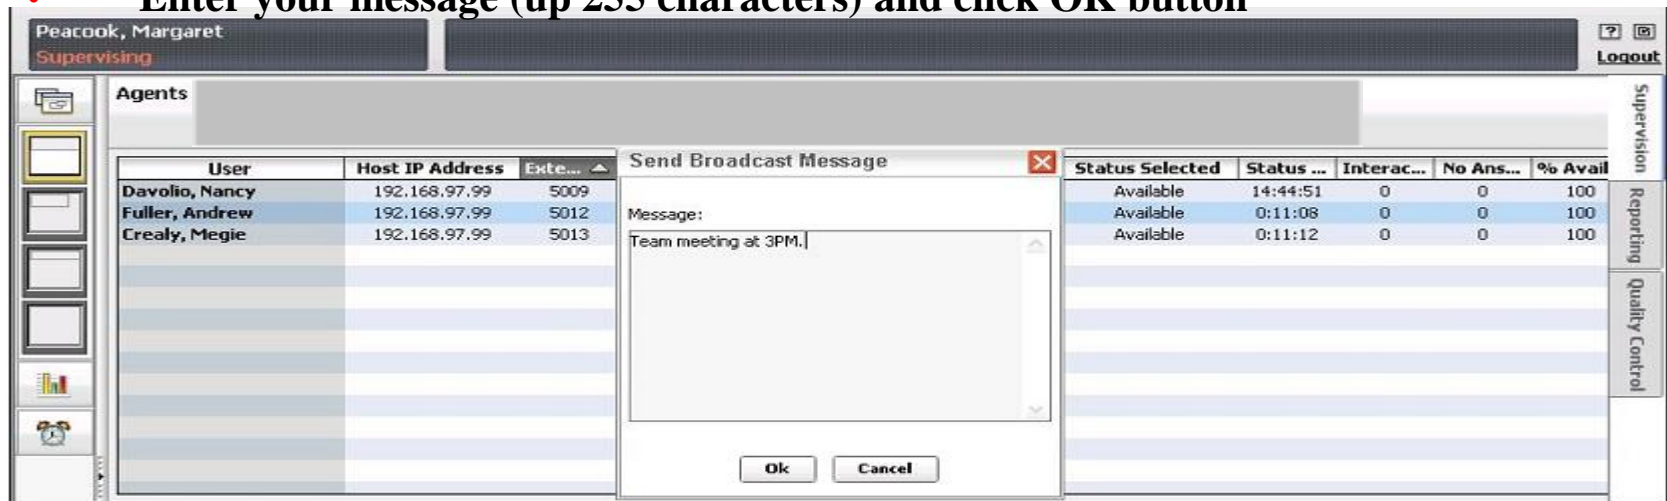 Enter your message (up 255 characters) and click OK button
Peacook, Margaret
Supervising
Logout
Agents
Send Broadcast Message
User Host IP Address Exte... Status Selected Status ... Interac... No Ans... % Avail
Davolio, Nancy 192.168.97.99 5009 Available 14:44:51 0 0 100
Fuller, Andrew 192.168.97.99 5012 Available 0:11:08 0 0 100
Crealy, Megie 192.168.97.99 5013 Available 0:11:12 0 0 100
Message:
Team meeting at 3PM.
Ok Cancel
Supervision
Reporting
Quality Control